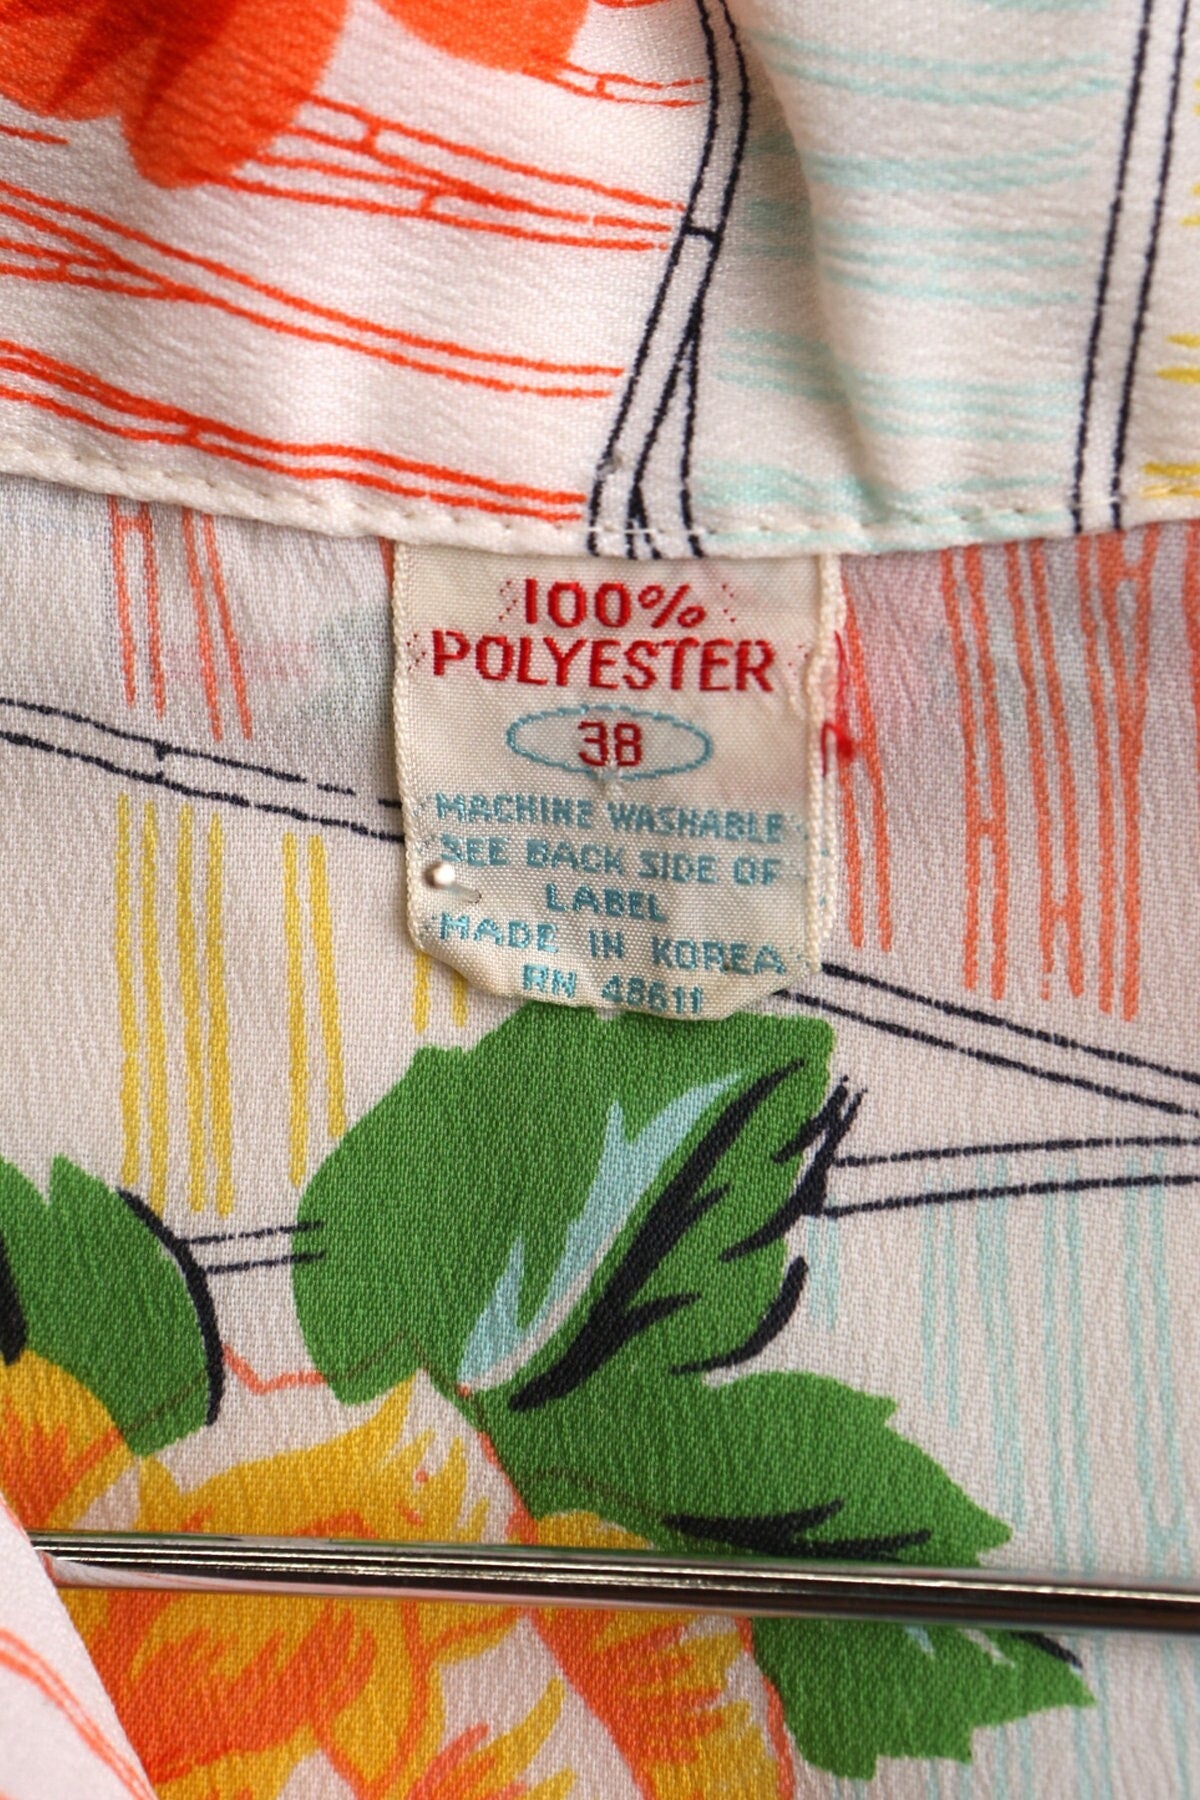 100%
POLYESTER
38
MACHINE WASHABLE
SEE BACK SIDE OF
LABEL
MADE IN KOREA
RN 48611